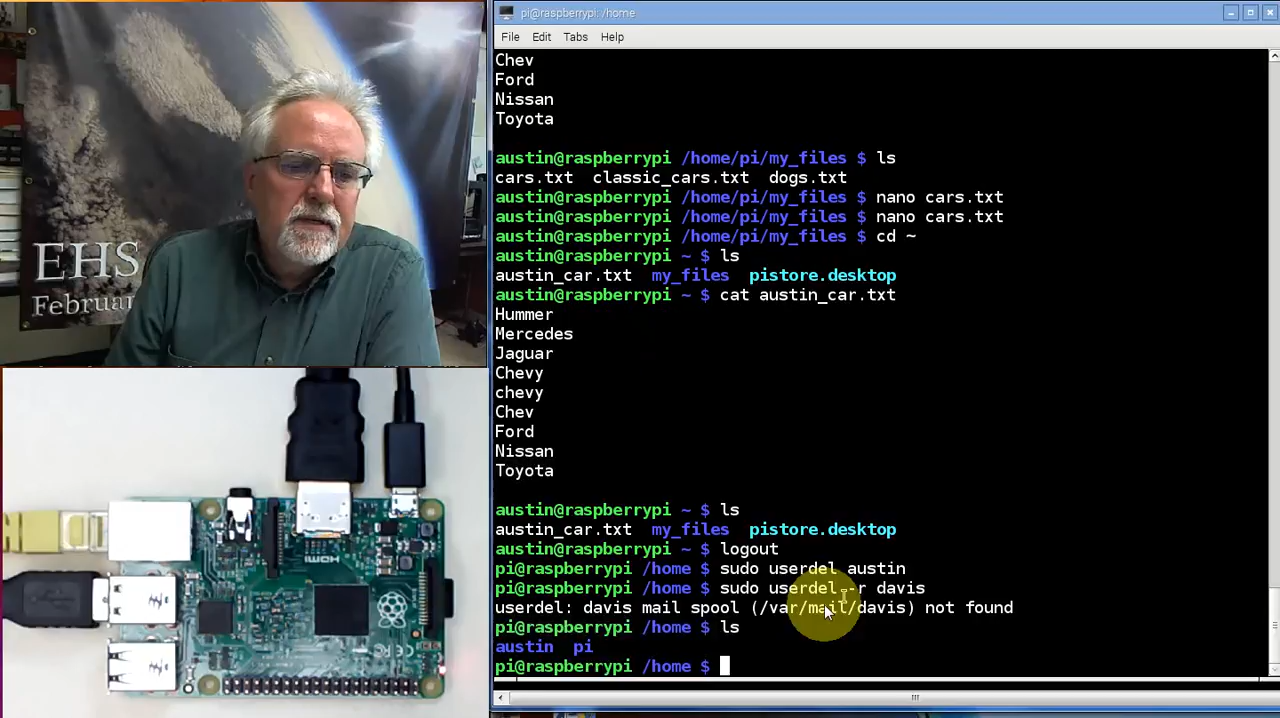 EHS
Februar
pi@raspberrypi: /home
File Edit Tabs Help
Chev
Ford
Nissan
Toyota
austin@raspberrypi /home/pi/my_files $ ls
cars.txt classic_cars.txt dogs.txt
austin@raspberrypi /home/pi/my_files $ nano cars.txt
austin@raspberrypi /home/pi/my_files $ nano cars.txt
austin@raspberrypi /home/pi/my_files $ cd ~
austin@raspberrypi ~ $ ls
austin_car.txt my_files pistore.desktop
austin@raspberrypi ~ $ cat austin_car.txt
Hummer
Mercedes
Jaguar
Chevy
chevy
Chev
Ford
Nissan
Toyota
austin@raspberrypi ~ $ ls
austin_car.txt my_files pistore.desktop
austin@raspberrypi ~ $ logout
pi@raspberrypi /home $ sudo userdel austin
pi@raspberrypi /home $ sudo userdel -r davis
userdel: davis mail spool (/var/mail/davis) not found
pi@raspberrypi /home $ ls
austin pi
pi@raspberrypi /home $
HDMI